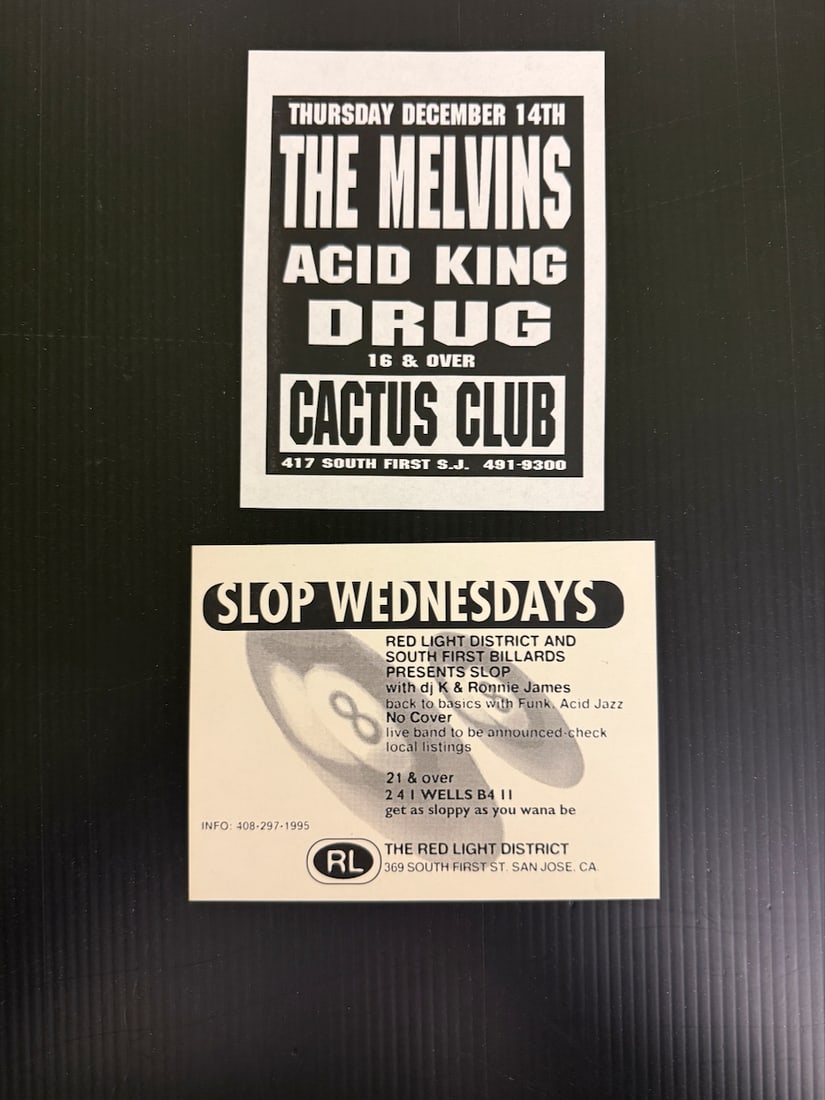 THURSDAY DECEMBER 14TH
THE MELVINS
ACID KING
DRUG
16 & OVER
CACTUS CLUB
417 SOUTH FIRST S.J. 491-9300
SLOP WEDNESDAYS
RED LIGHT DISTRICT AND
SOUTH FIRST BILLARDS
PRESENTS SLOP
with dj K & Ronnie James
back to basics with Funk, Acid Jazz
No Cover
live band to be announced-check
local listings
8
8
21 & over
2 4 1 WELLS B4 11
get as sloppy as you wana be
INFO: 408-297-1995
RL
THE RED LIGHT DISTRICT
369 SOUTH FIRST ST. SAN JOSE, CA.